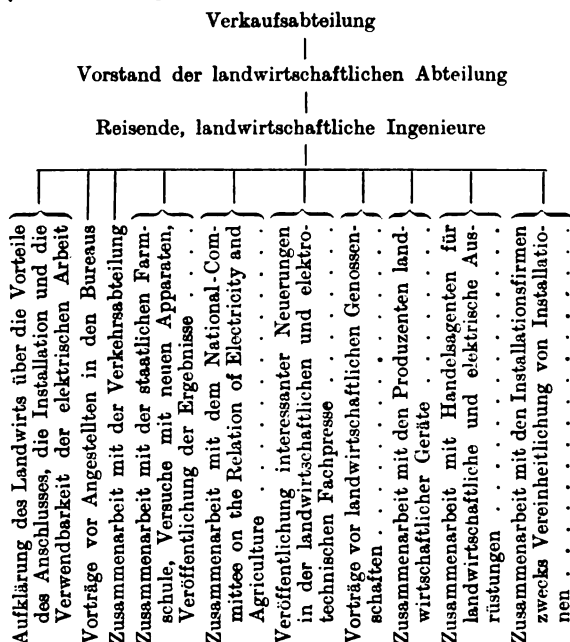 Verkaufsabteilung
Vorstand der landwirtschaftlichen Abteilung
Reisende, landwirtschaftliche Ingenieure
Aufklärung des Landwirts über die Vorteile
des Anschlusses, die Installation und die
Verwendbarkeit der elektrischen Arbeit
Vorträge vor Angestellten in den Bureaus
Zusammenarbeit mit der Verkehrsabteilung
Zusammenarbeit mit der staatlichen Farm-
schule, Versuche mit neuen Apparaten,
Veröffentlichung der Ergebnisse . . . . .
Zusammenarbeit mit dem National-Com-
mittee on the Relation of Electricity and
Agriculture . . . . . . . . . . .
Veröffentlichung interessanter Neuerungen
in der landwirtschaftlichen und elektro-
technischen Fachpresse . . . . . . .
Vorträge vor landwirtschaftlichen Genossen-
schaften . . . . . . . . . . . .
Zusammenarbeit mit den Produzenten land-
wirtschaftlicher Geräte . . . . . . .
Zusammenarbeit mit Handelsagenten für
landwirtschaftliche und elektrische Aus-
rüstungen . . . . . . . . . . . .
Zusammenarbeit mit den Installationsfirmen
zwecks Vereinheitlichung von Installatio-
nen . . . . . . . . . . . . . .